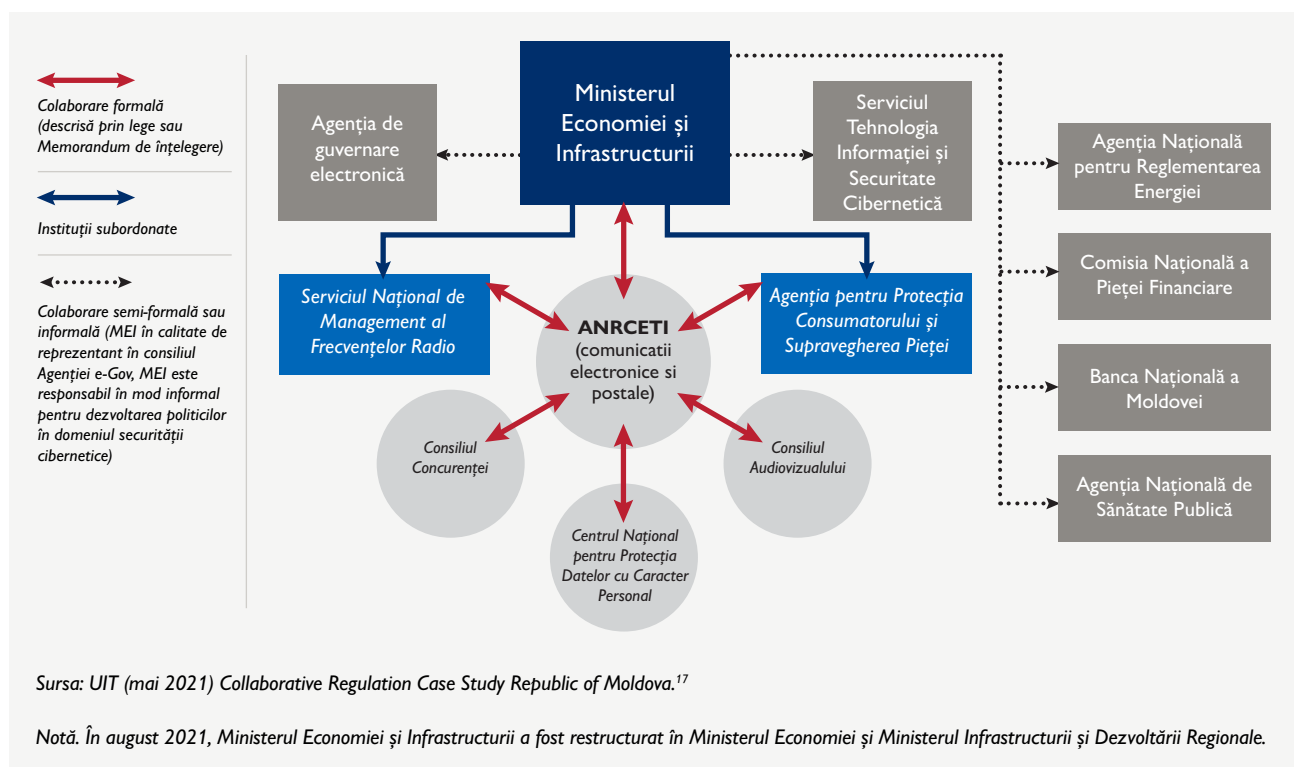 Colaborare formală
(descrisă prin lege sau
Memorandum de înțelegere)
Instituții subordonate
Colaborare semi-formală sau
informală (MEI în calitate de
reprezentant în consiliul
Agenției e-Gov, MEI este
responsabil în mod informal
pentru dezvoltarea politicilor
în domeniul securității
cibernetice)
Agenția de
guvernare
electronică
Ministerul
Economiei și
Infrastructurii
Serviciul
Tehnologia
Informației și
Securitate
Cibernetică
Serviciul Național de
Management al
Frecvențelor Radio
ANRCETI
(comunicatii
electronice si
postale)
Agenția pentru Protecția
Consumatorului și
Supravegherea Pieței
Consiliul
Concurenței
Centrul Național
pentru Protecția
Datelor cu Caracter
Personal
Consiliul
Audiovizualului
Agenția Națională
pentru Reglementarea
Energiei
Comisia Națională a
Pieței Financiare
Banca Națională a
Moldovei
Agenția Națională de
Sănătate Publică
Sursa: UIT (mai 2021) Collaborative Regulation Case Study Republic of Moldova.17
Notă. În august 2021, Ministerul Economiei și Infrastructurii a fost restructurat în Ministerul Economiei și Ministerul Infrastructurii și Dezvoltării Regionale.